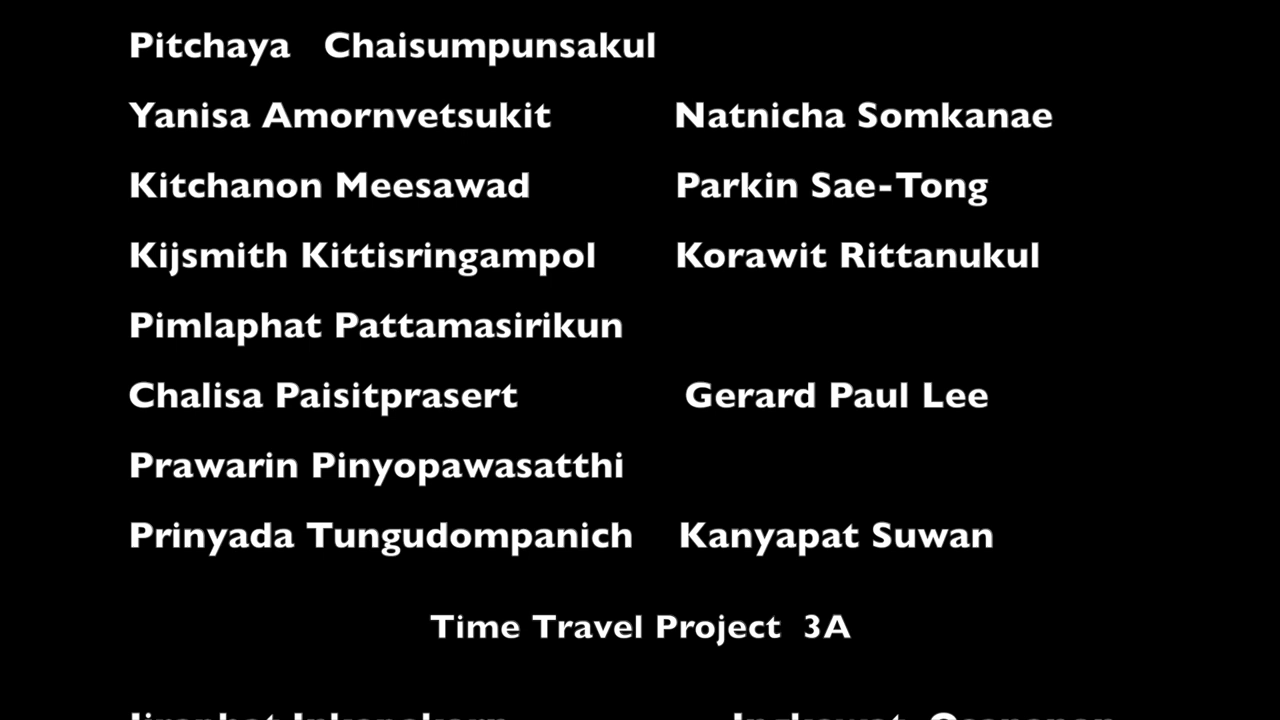 Pitchaya Chaisumpunsakul
Yanisa Amornvetsukit Natnicha Somkanae
Kitchanon Meesawad Parkin Sae-Tong
Kijsmith Kittisringampol Korawit Rittanukul
Pimlaphat Pattamasirikun
Chalisa Paisitprasert Gerard Paul Lee
Prawarin Pinyopawasatthi
Prinyada Tungudompanich Kanyapat Suwan
Time Travel Project 3A